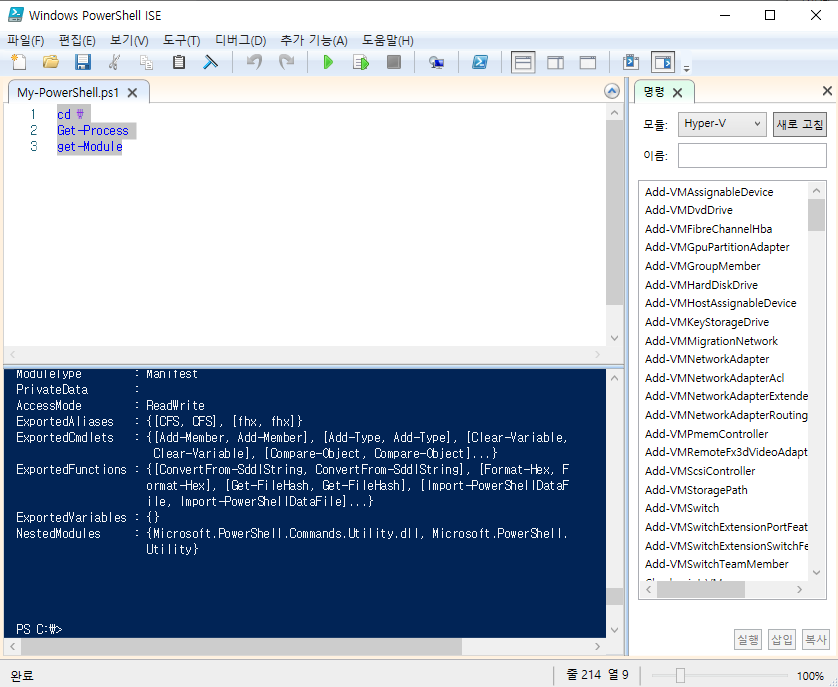 Windows PowerShell ISE
파일(F) 편집(E) 보기(V) 도구(T) 디버그(D) 추가 기능(A) 도움말(H)
My-PowerShell.ps1
1 cd ₩
2 Get-Process
3 get-Module
ModuleType : Manifest
PrivateData :
AccessMode : ReadWrite
ExportedAliases : {[CFS, CFS], [fhx, fhx]}
ExportedCmdlets : {[Add-Member, Add-Member], [Add-Type, Add-Type], [Clear-Variable,
Clear-Variable], [Compare-Object, Compare-Object]...}
ExportedFunctions : {[ConvertFrom-SddlString, ConvertFrom-SddlString], [Format-Hex, F
ormat-Hex], [Get-FileHash, Get-FileHash], [Import-PowerShellDataF
ile, Import-PowerShellDataFile]...}
ExportedVariables : {}
NestedModules : {Microsoft.PowerShell.Commands.Utility.dll, Microsoft.PowerShell.
Utility}
PS C:₩>
명령
모듈: Hyper-V 새로 고침
이름:
Add-VMAssignableDevice
Add-VMDvdDrive
Add-VMFibreChannelHba
Add-VMGpuPartitionAdapter
Add-VMGroupMember
Add-VMHardDiskDrive
Add-VMHostAssignableDevice
Add-VMKeyStorageDrive
Add-VMMigrationNetwork
Add-VMNetworkAdapter
Add-VMNetworkAdapterAcl
Add-VMNetworkAdapterExtende
Add-VMNetworkAdapterRouting
Add-VMPmemController
Add-VMRemoteFx3dVideoAdapt
Add-VMScsiController
Add-VMStoragePath
Add-VMSwitch
Add-VMSwitchExtensionPortFeat
Add-VMSwitchExtensionSwitchFe
Add-VMSwitchTeamMember
실행 삽입 복사
완료 줄 214 열 9 100%